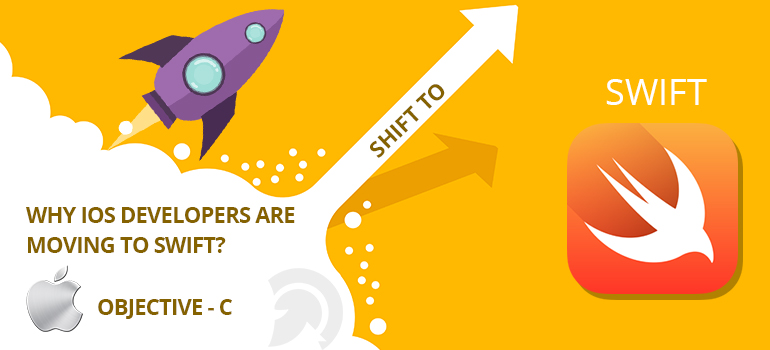 SHIFT TO
SWIFT
WHY IOS DEVELOPERS ARE
MOVING TO SWIFT?
OBJECTIVE - C